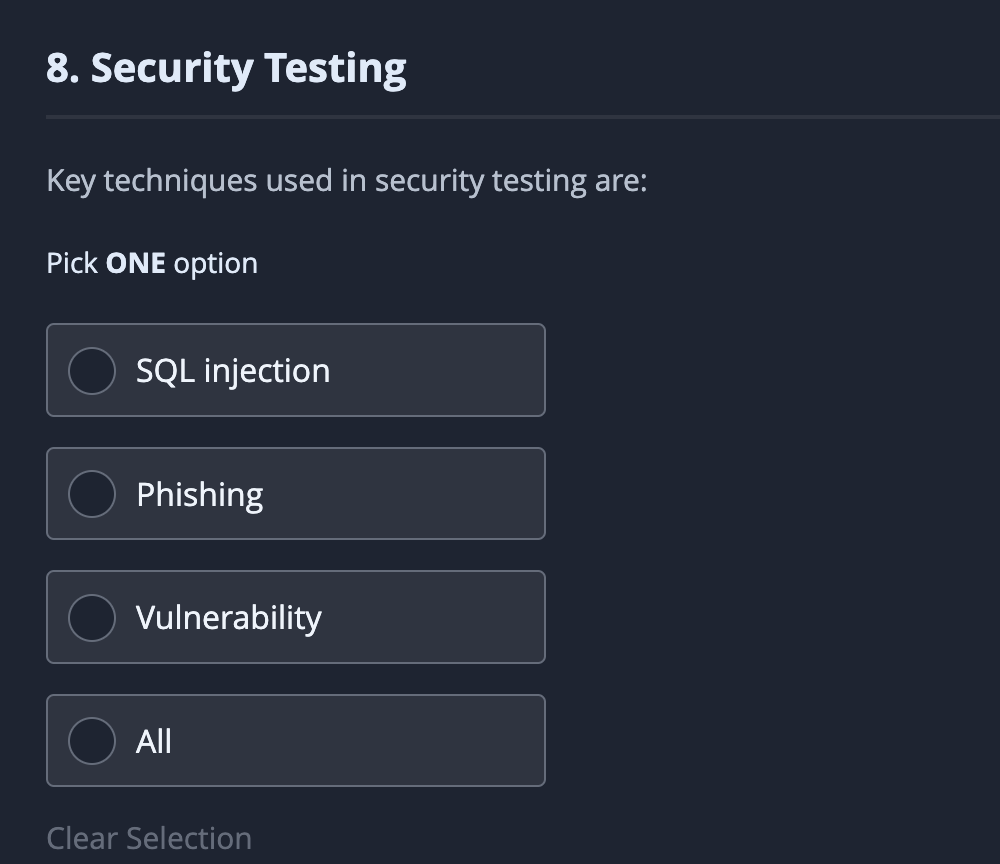 8. Security Testing
Key techniques used in security testing are:
Pick ONE option
SQL injection
Phishing
Vulnerability
All
Clear Selection